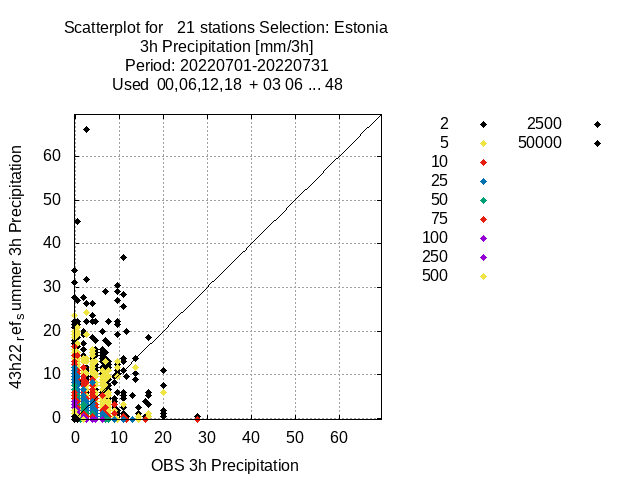 Scatterplot for 21 stations Selection: Estonia
3h Precipitation [mm/3h]
Period: 20220701-20220731
Used 00,06,12,18 + 03 06 ... 48
43h22ref summer 3h Precipitation
60
50
40
30
20
10
0
0 10 20 30 40 50 60
OBS 3h Precipitation
2 2500
5 50000
10
25
50
75
100
250
500